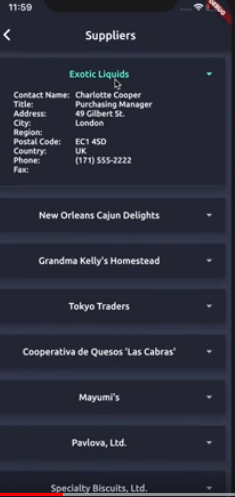 11:59
DEBUG
Suppliers
Exotic Liquids
Contact Name: Charlotte Cooper
Title: Purchasing Manager
Address: 49 Gilbert St.
City: London
Region:
Postal Code: EC1 4SD
Country: UK
Phone: (171) 555-2222
Fax:
New Orleans Cajun Delights
Grandma Kelly's Homestead
Tokyo Traders
Cooperativa de Quesos 'Las Cabras'
Mayumi's
Pavlova, Ltd.
Specialty Biscuits, Ltd.